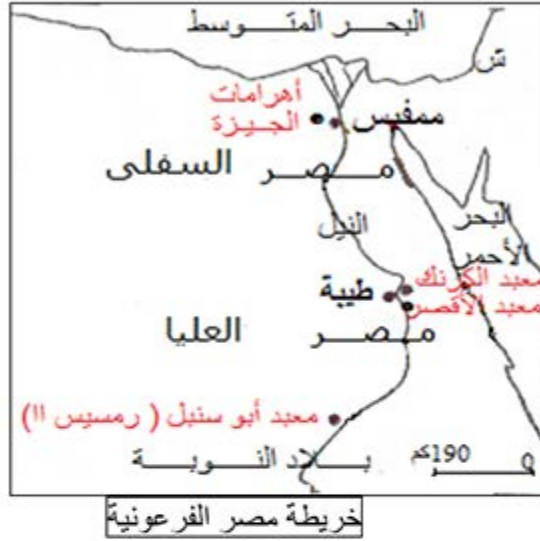 البحر المتوسط
ش
أهرامات
الجيزة
ممفيس
مصر السفلى
النيل
البحر
الأحمر
معبد الكرنك
طيبة
معبد الأقصر
مصر العليا
معبد أبو سنبل ( رمسيس II)
بلاد النوبة
190كم
0
خريطة مصر الفرعونية